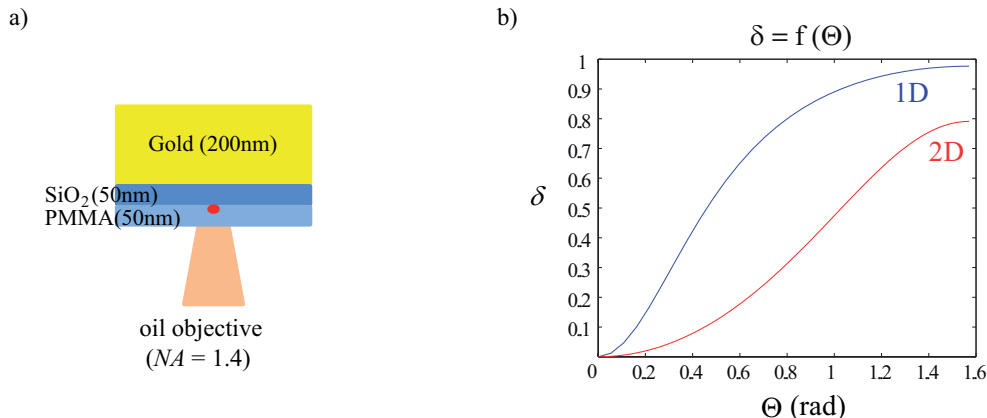 a)
Gold (200nm)
SiO₂(50nm)
PMMA(50nm)
oil objective
(NA = 1.4)
b)
δ = f (Θ)
1
0.9
0.8
0.7
0.6
0.5
0.4
0.3
0.2
0.1
δ
1D
2D
0 0.2 0.4 0.6 0.8 1 1.2 1.4 1.6
Θ (rad)